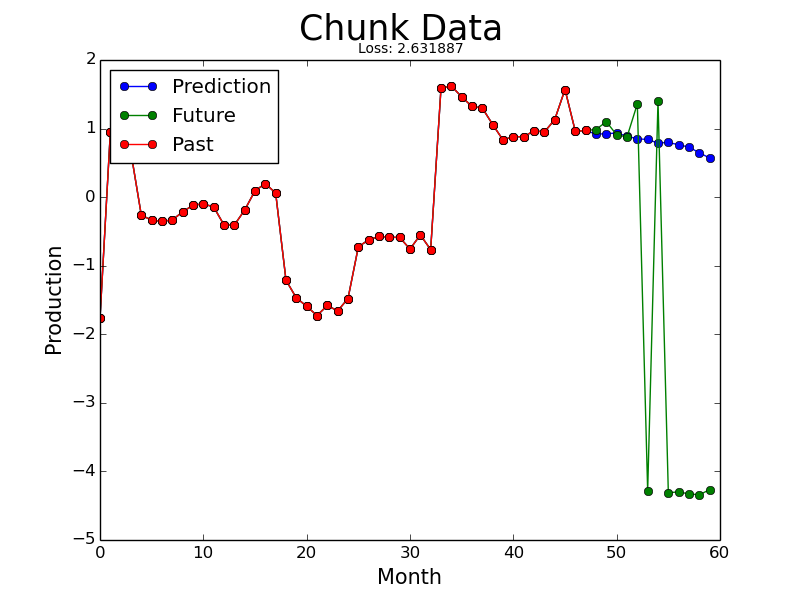 Chunk Data
Loss: 2.631887
Prediction
Future
Past
2
1
0
−1
−2
−3
−4
−5
Production
0 10 20 30 40 50 60
Month